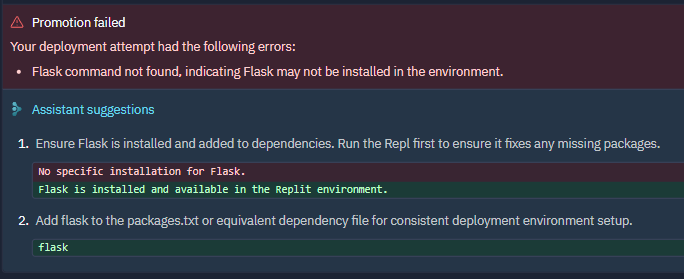 Promotion failed
Your deployment attempt had the following errors:
• Flask command not found, indicating Flask may not be installed in the environment.
Assistant suggestions
1. Ensure Flask is installed and added to dependencies. Run the Repl first to ensure it fixes any missing packages.
No specific installation for Flask.
Flask is installed and available in the Replit environment.
2. Add flask to the packages.txt or equivalent dependency file for consistent deployment environment setup.
flask